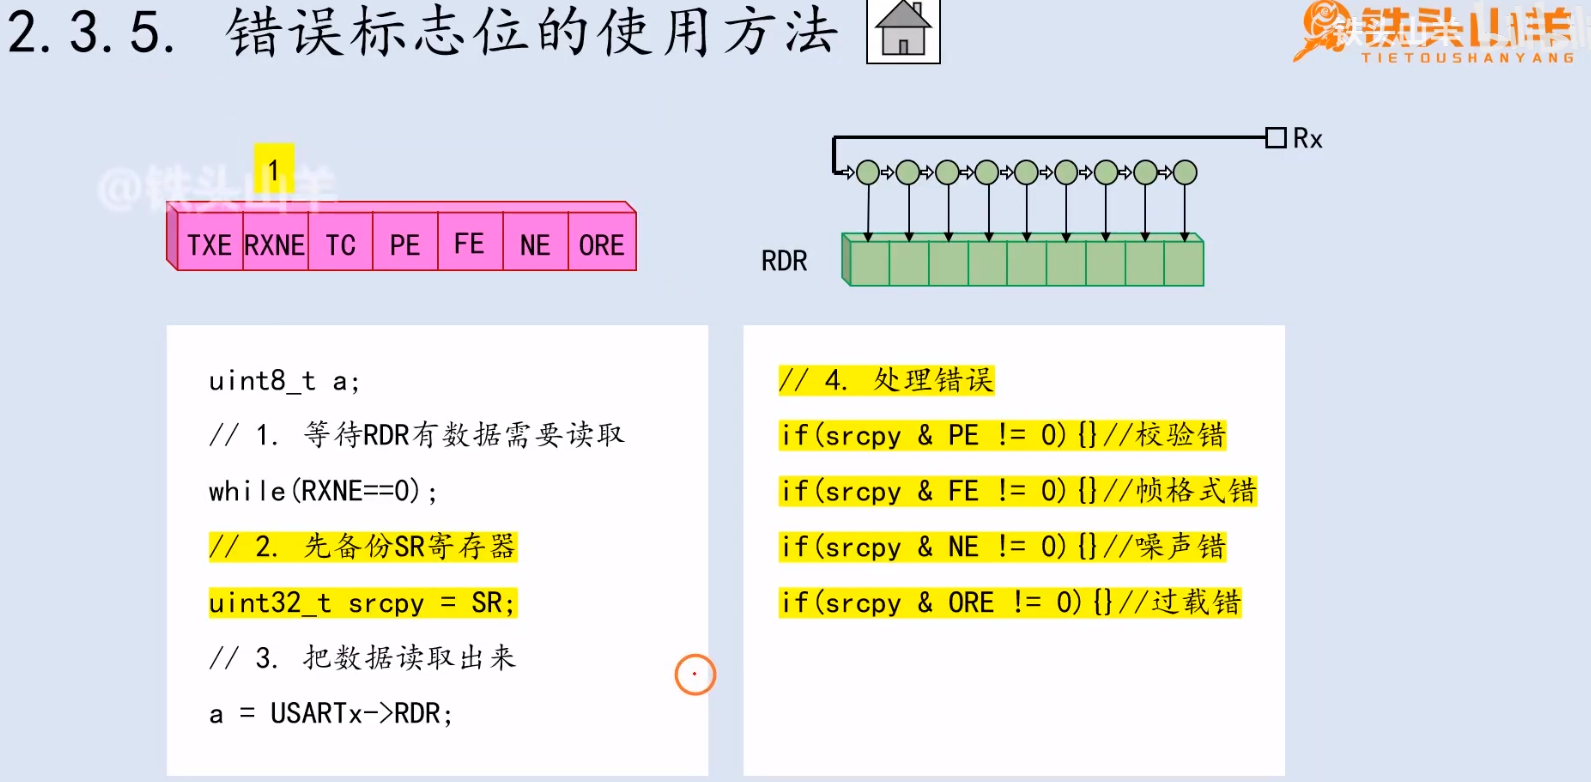 2.3.5. 错误标志位的使用方法
铁头山羊
TIETOUSHANYANG
@铁头山羊
1
TXE RXNE TC PE FE NE ORE
Rx
RDR
uint8_t a;
// 1. 等待RDR有数据需要读取
while(RXNE==0);
// 2. 先备份SR寄存器
uint32_t srcpy = SR;
// 3. 把数据读取出来
a = USARTx->RDR;
// 4. 处理错误
if(srcpy & PE != 0){}//校验错
if(srcpy & FE != 0){}//帧格式错
if(srcpy & NE != 0){}//噪声错
if(srcpy & ORE != 0){}//过载错